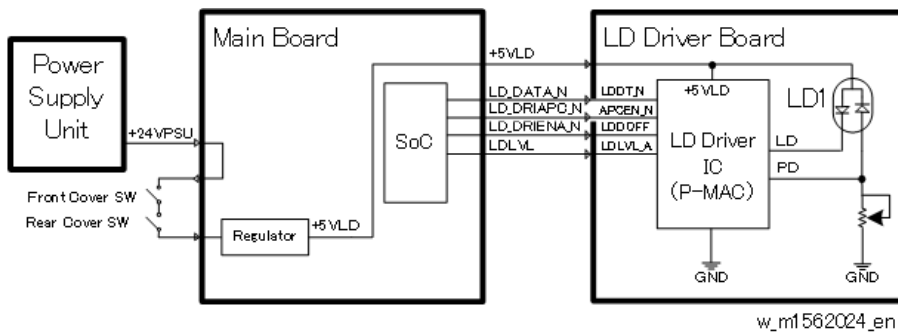 Power
Supply
Unit
+24VPSU
Front Cover SW
Rear Cover SW
Main Board
SoC
Regulator
+5VLD
+5VLD
LD_DATA_N
LD_DRIAPC_N
LD_DRIENA_N
LDLVL
LD Driver Board
LDDT_N
APCEN_N
LDDOFF
LDLVL_A
+5VLD
LD Driver
IC
(P-MAC)
LD1
LD
PD
GND
GND
w_m1562024_en